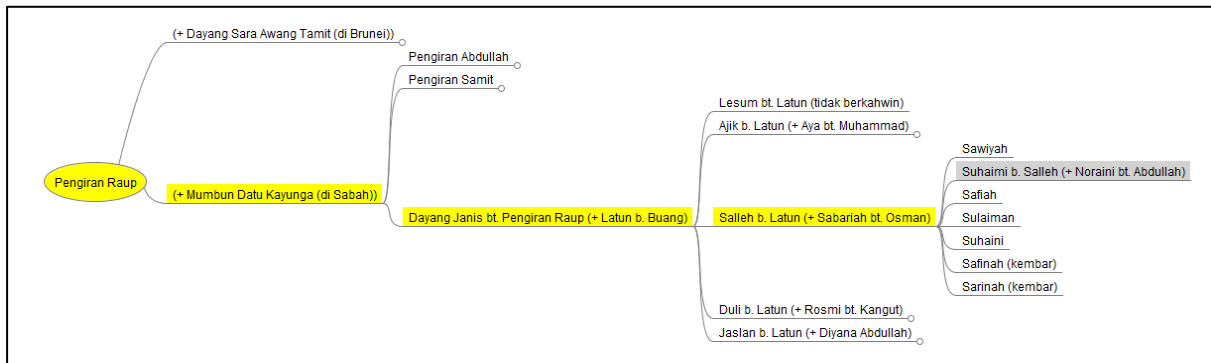 Pengiran Raup
(+ Dayang Sara Awang Tamit (di Brunei))
(+ Mumbun Datu Kayunga (di Sabah))
Pengiran Abdullah
Pengiran Samit
Dayang Janis bt. Pengiran Raup (+ Latun b. Buang)
Lesum bt. Latun (tidak berkahwin)
Ajik b. Latun (+ Aya bt. Muhammad)
Salleh b. Latun (+ Sabariah bt. Osman)
Sawiyah
Suhaimi b. Salleh (+ Noraini bt. Abdullah)
Safiah
Sulaiman
Suhaini
Safinah (kembar)
Sarinah (kembar)
Duli b. Latun (+ Rosmi bt. Kangut)
Jaslan b. Latun (+ Diyana Abdullah)